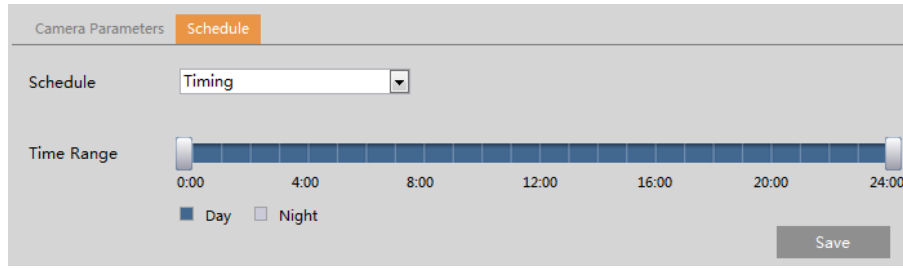 Camera Parameters Schedule
Schedule Timing
Time Range
0:00 4:00 8:00 12:00 16:00 20:00 24:00
Day Night
Save